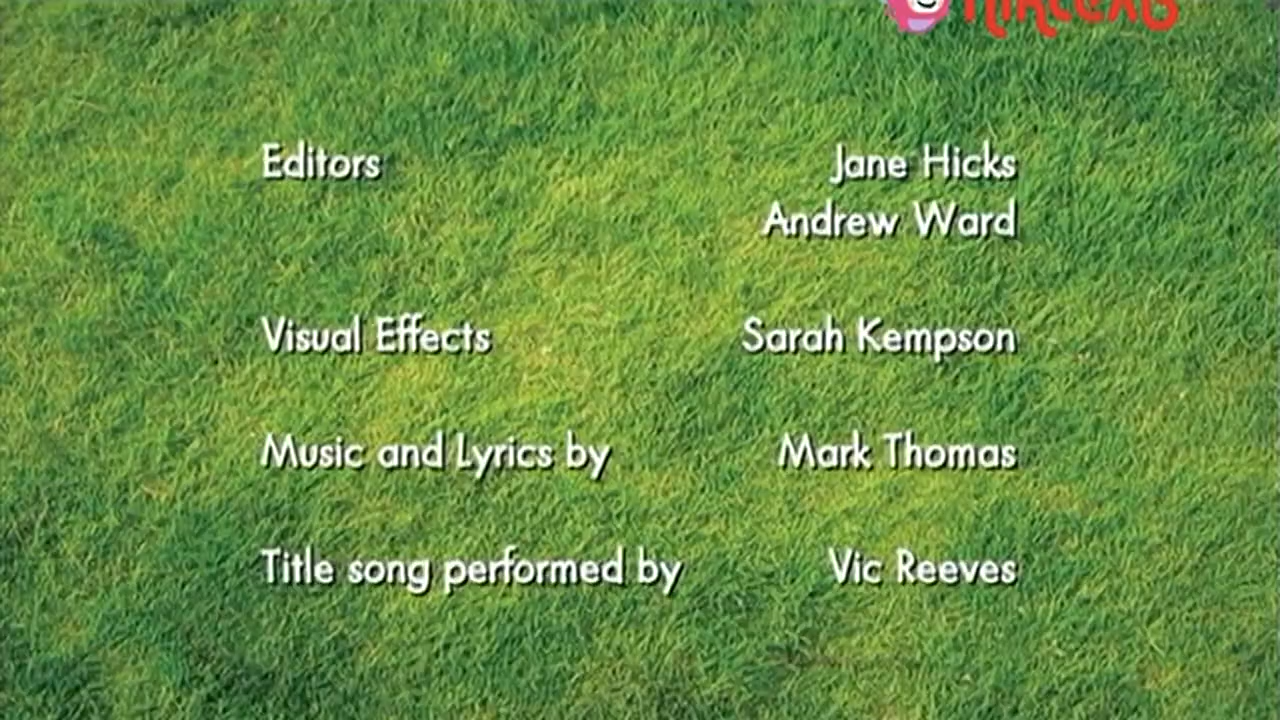 Editors Jane Hicks
Andrew Ward
Visual Effects Sarah Kempson
Music and Lyrics by Mark Thomas
Title song performed by Vic Reeves